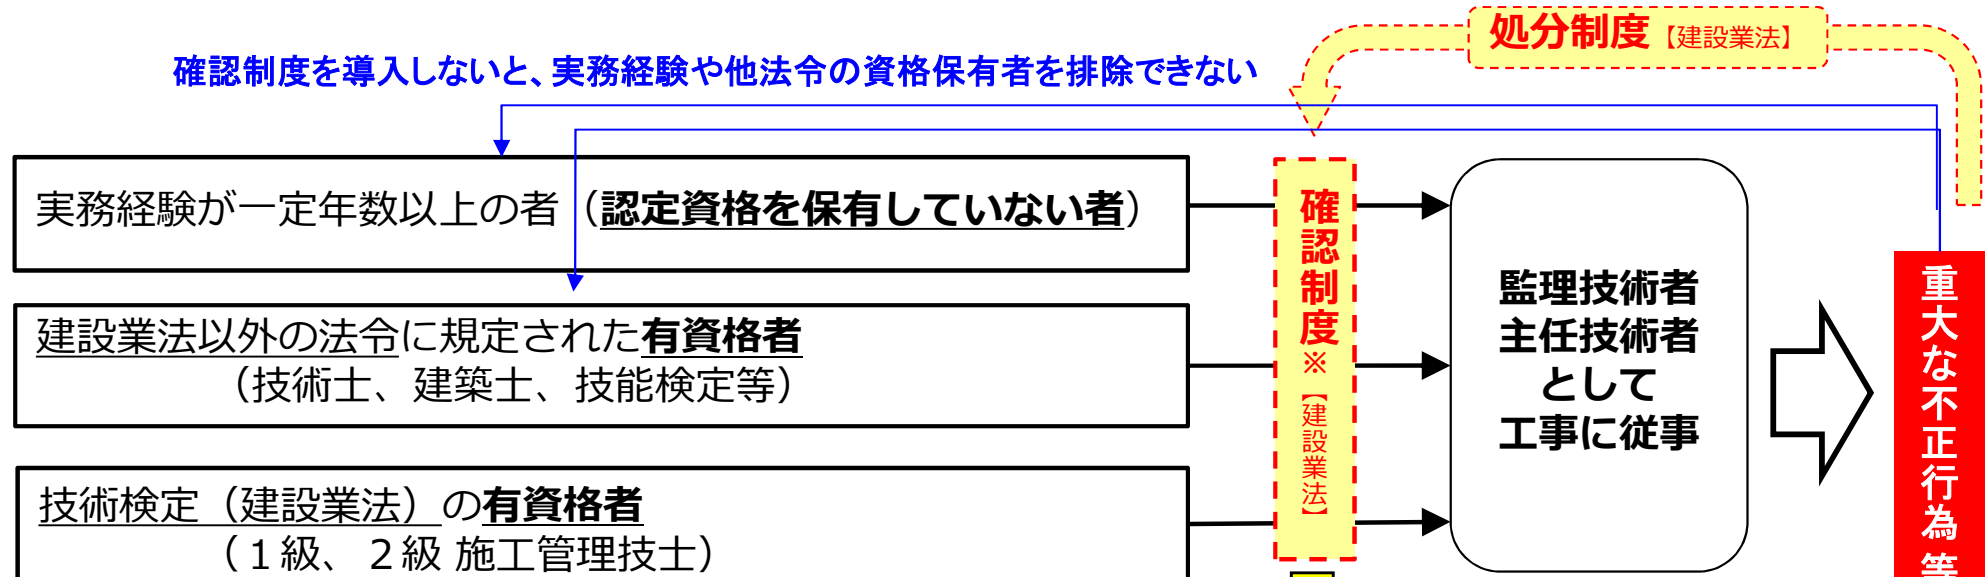 処分制度【建設業法】
確認制度を導入しないと、実務経験や他法令の資格保有者を排除できない
実務経験が一定年数以上の者（認定資格を保有していない者）
建設業法以外の法令に規定された有資格者
（技術士、建築士、技能検定等）
技術検定（建設業法）の有資格者
（１級、２級 施工管理技士）
確認制度※【建設業法】
監理技術者
主任技術者
として
工事に従事
重大な不正行為 等